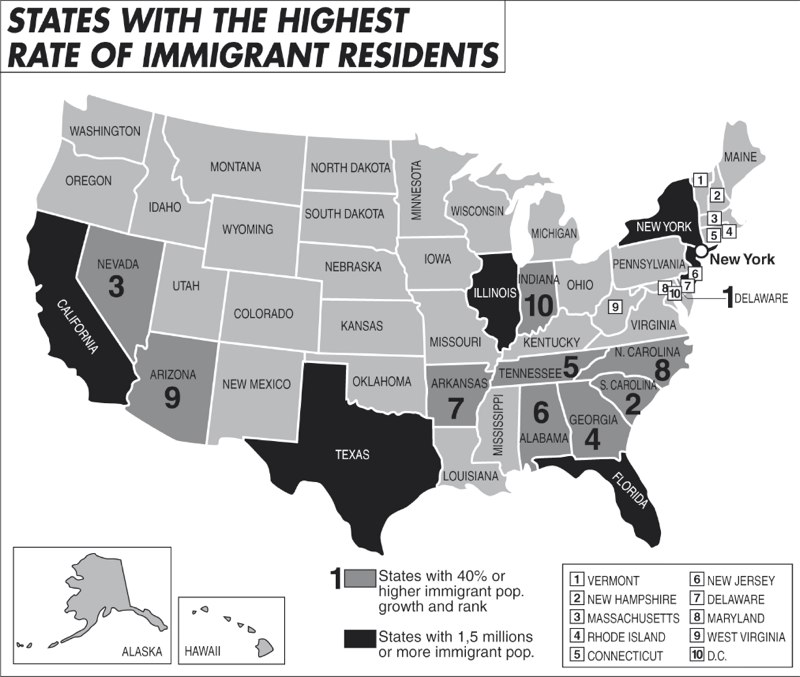 STATES WITH THE HIGHEST
RATE OF IMMIGRANT RESIDENTS
WASHINGTON
OREGON
IDAHO
MONTANA
WYOMING
NORTH DAKOTA
SOUTH DAKOTA
NEBRASKA
MINNESOTA
WISCONSIN
MICHIGAN
IOWA
MAINE
1
2
3
4
5
NEW YORK
New York
PENNSYLVANIA
6
7
8
10
1 DELAWARE
9
NEVADA
3
UTAH
COLORADO
KANSAS
CALIFORNIA
ILLINOIS
INDIANA
10
OHIO
MISSOURI
KENTUCKY
VIRGINIA
ARIZONA
9
NEW MEXICO
OKLAHOMA
ARKANSAS
7
TENNESSEE 5
N. CAROLINA
8
S. CAROLINA
2
MISSISSIPPI
6
ALABAMA
GEORGIA
4
TEXAS
LOUISIANA
FLORIDA
ALASKA
HAWAII
1 States with 40% or
higher immigrant pop.
growth and rank
States with 1,5 millions
or more immigrant pop.
1 VERMONT
2 NEW HAMPSHIRE
3 MASSACHUSETTS
4 RHODE ISLAND
5 CONNECTICUT
6 NEW JERSEY
7 DELAWARE
8 MARYLAND
9 WEST VIRGINIA
10 D.C.